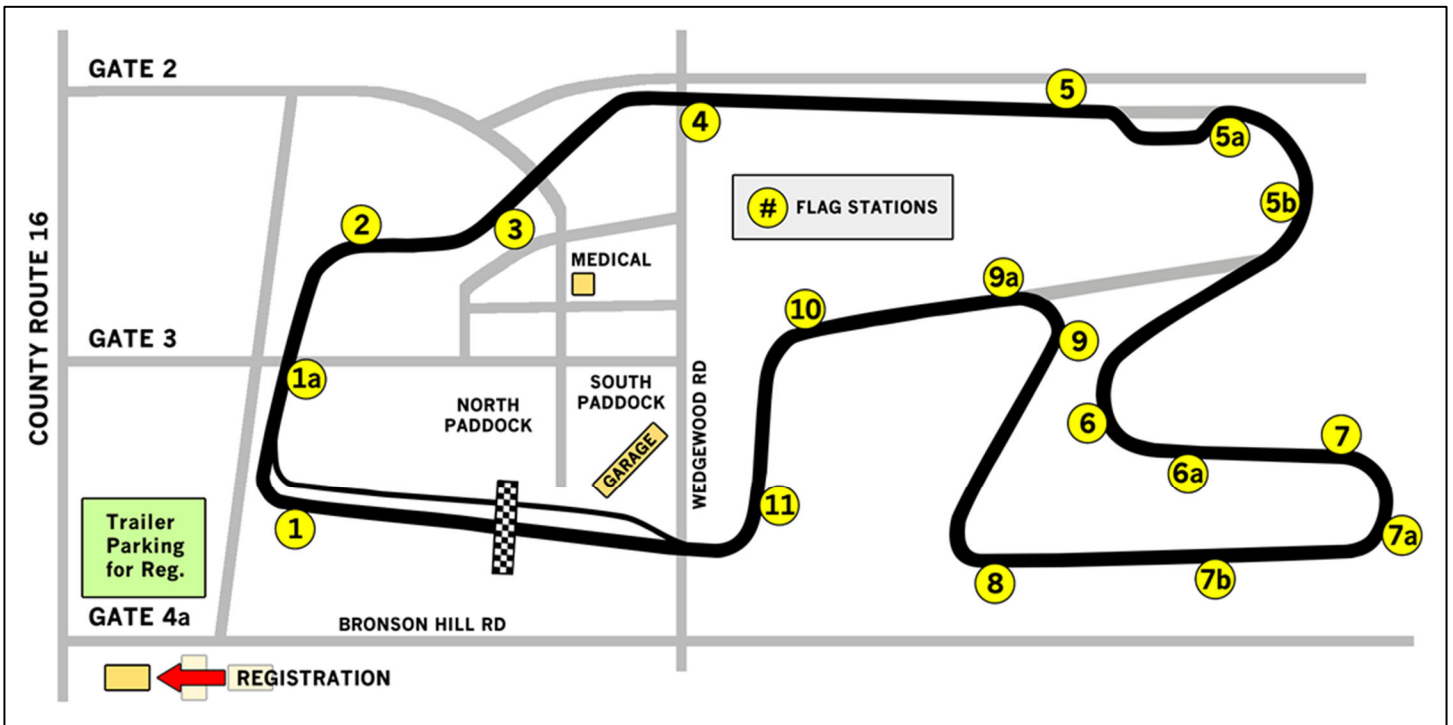 GATE 2
COUNTY ROUTE 16
5
4
5a
2
3
# FLAG STATIONS
5b
MEDICAL
9a
10
GATE 3
9
1a
SOUTH
PADDOCK
NORTH
PADDOCK
WEDGEWOOD RD
6
7
GARAGE
6a
11
1
Trailer
Parking
for Reg.
7a
8
7b
GATE 4a
BRONSON HILL RD
REGISTRATION